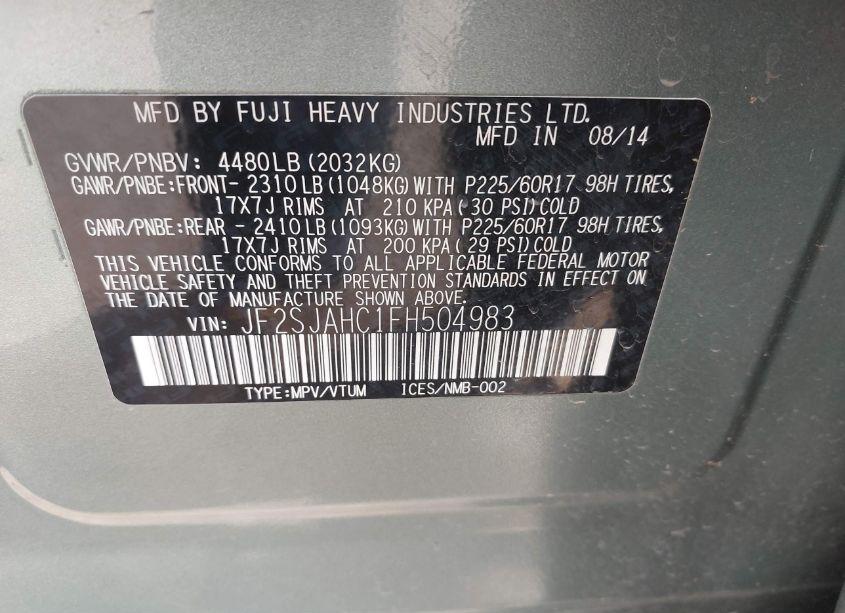 MFD BY FUJI HEAVY INDUSTRIES LTD.
MFD IN 08/14
GVWR/PNBV: 4480LB (2032KG)
GAWR/PNBE:FRONT- 2310LB (1048KG) WITH P225/60R17 98H TIRES,
17X7J RIMS AT 210 KPA( 30 PSI) COLD
GAWR/PNBE:REAR - 2410LB (1093KG) WITH P225/60R17 98H TIRES,
17X7J RIMS AT 200 KPA( 29 PSI) COLD
THIS VEHICLE CONFORMS TO ALL APPLICABLE FEDERAL MOTOR
VEHICLE SAFETY AND THEFT PREVENTION STANDARDS IN EFFECT ON
THE DATE OF MANUFACTURE SHOWN ABOVE.
VIN: JF2SJAHC1FH504983
TYPE:MPV/VTUM ICES/NMB-002